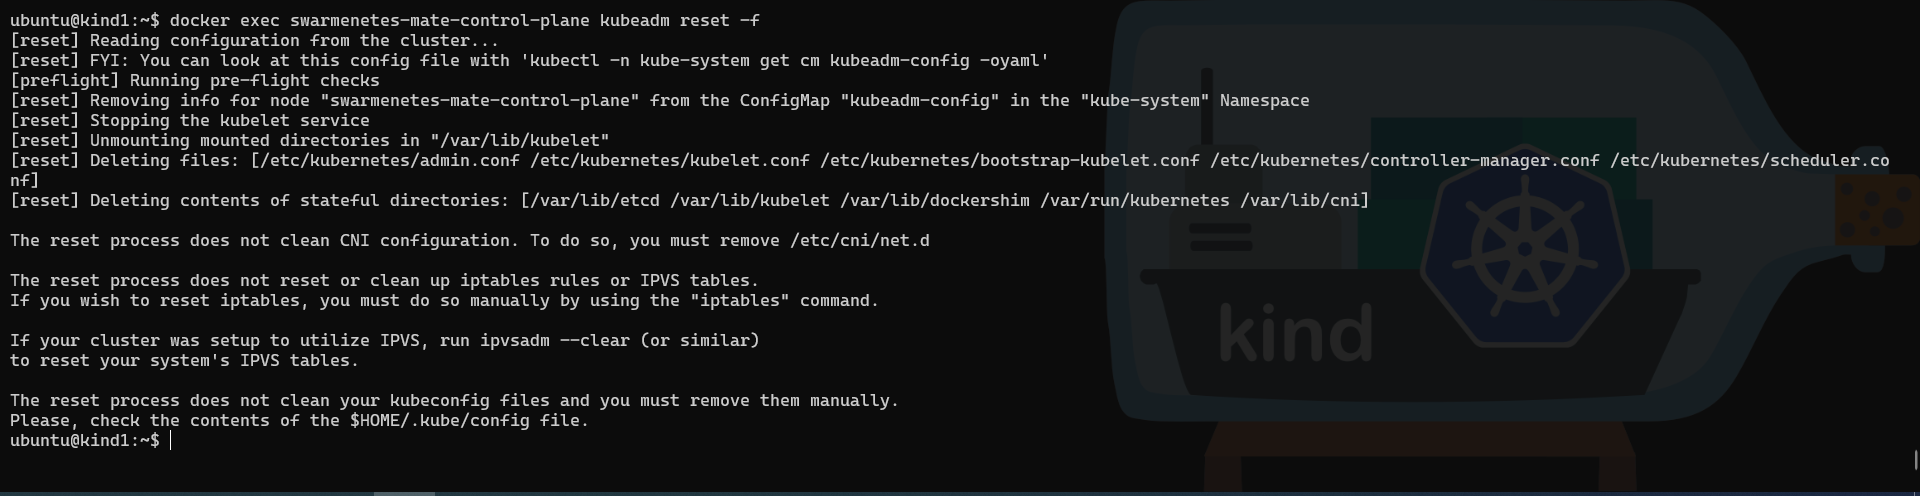 ubuntu@kind1:~$ docker exec swarmenetes-mate-control-plane kubeadm reset -f
[reset] Reading configuration from the cluster...
[reset] FYI: You can look at this config file with 'kubectl -n kube-system get cm kubeadm-config -oyaml'
[preflight] Running pre-flight checks
[reset] Removing info for node "swarmenetes-mate-control-plane" from the ConfigMap "kubeadm-config" in the "kube-system" Namespace
[reset] Stopping the kubelet service
[reset] Unmounting mounted directories in "/var/lib/kubelet"
[reset] Deleting files: [/etc/kubernetes/admin.conf /etc/kubernetes/kubelet.conf /etc/kubernetes/bootstrap-kubelet.conf /etc/kubernetes/controller-manager.conf /etc/kubernetes/scheduler.co
nf]
[reset] Deleting contents of stateful directories: [/var/lib/etcd /var/lib/kubelet /var/lib/dockershim /var/run/kubernetes /var/lib/cni]
The reset process does not clean CNI configuration. To do so, you must remove /etc/cni/net.d
The reset process does not reset or clean up iptables rules or IPVS tables.
If you wish to reset iptables, you must do so manually by using the "iptables" command.
If your cluster was setup to utilize IPVS, run ipvsadm --clear (or similar)
to reset your system's IPVS tables.
The reset process does not clean your kubeconfig files and you must remove them manually.
Please, check the contents of the $HOME/.kube/config file.
ubuntu@kind1:~$
kind